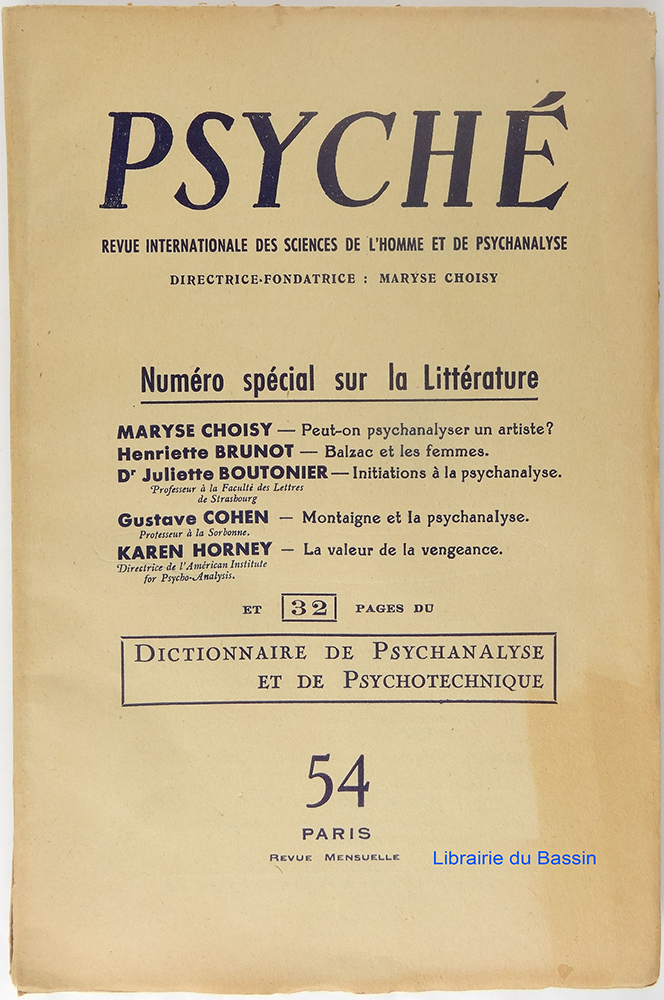 PSYCHÉ
REVUE INTERNATIONALE DES SCIENCES DE L'HOMME ET DE PSYCHANALYSE
DIRECTRICE-FONDATRICE : MARYSE CHOISY
Numéro spécial sur la Littérature
MARYSE CHOISY — Peut-on psychanalyser un artiste?
Henriette BRUNOT — Balzac et les femmes.
Dr Juliette BOUTONIER — Initiations à la psychanalyse.
Professeur à la Faculté des Lettres
de Strasbourg
Gustave COHEN — Montaigne et la psychanalyse.
Professeur à la Sorbonne.
KAREN HORNEY — La valeur de la vengeance.
Directrice de l'Américan Institute
for Psycho-Analysis.
ET 32 PAGES DU
DICTIONNAIRE DE PSYCHANALYSE
ET DE PSYCHOTECHNIQUE
54
PARIS
REVUE MENSUELLE
Librairie du Bassin